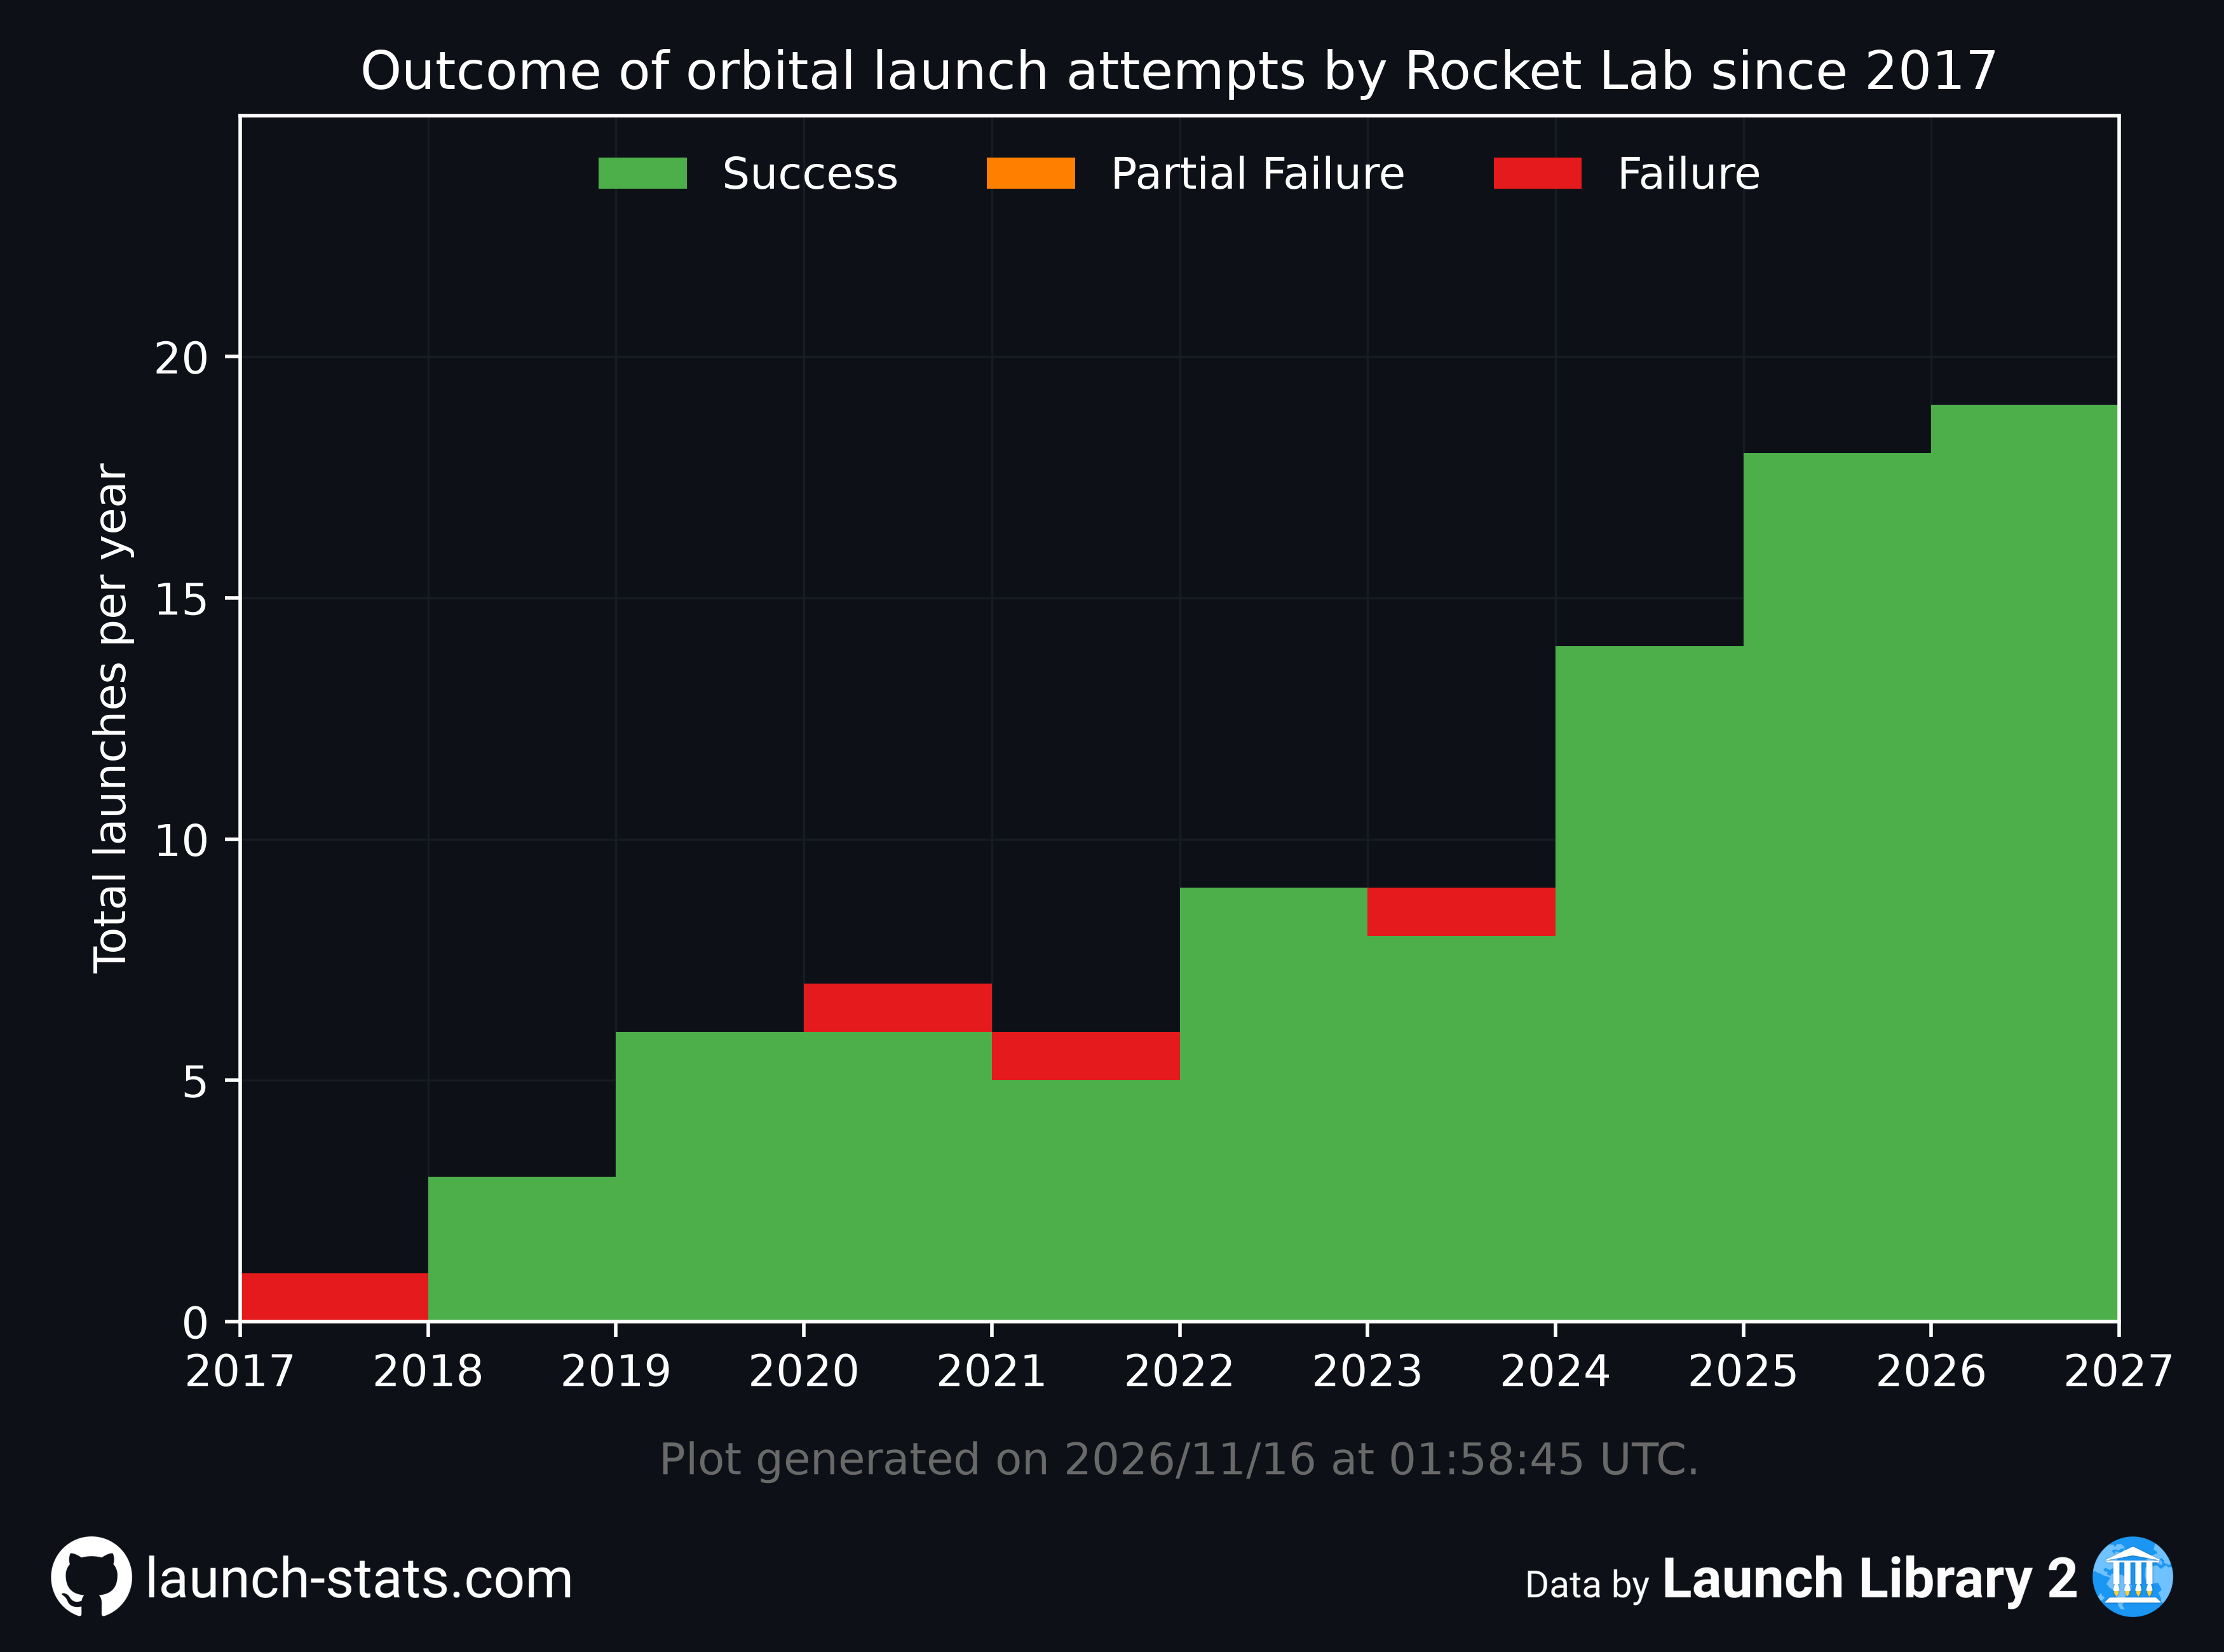 Outcome of orbital launch attempts by Rocket Lab since 2017
Success Partial Failure Failure
Total launches per year
20
15
10
5
0
2017 2018 2019 2020 2021 2022 2023 2024 2025 2026 2027
Plot generated on 2026/11/16 at 01:58:45 UTC.
launch-stats.com
Data by Launch Library 2